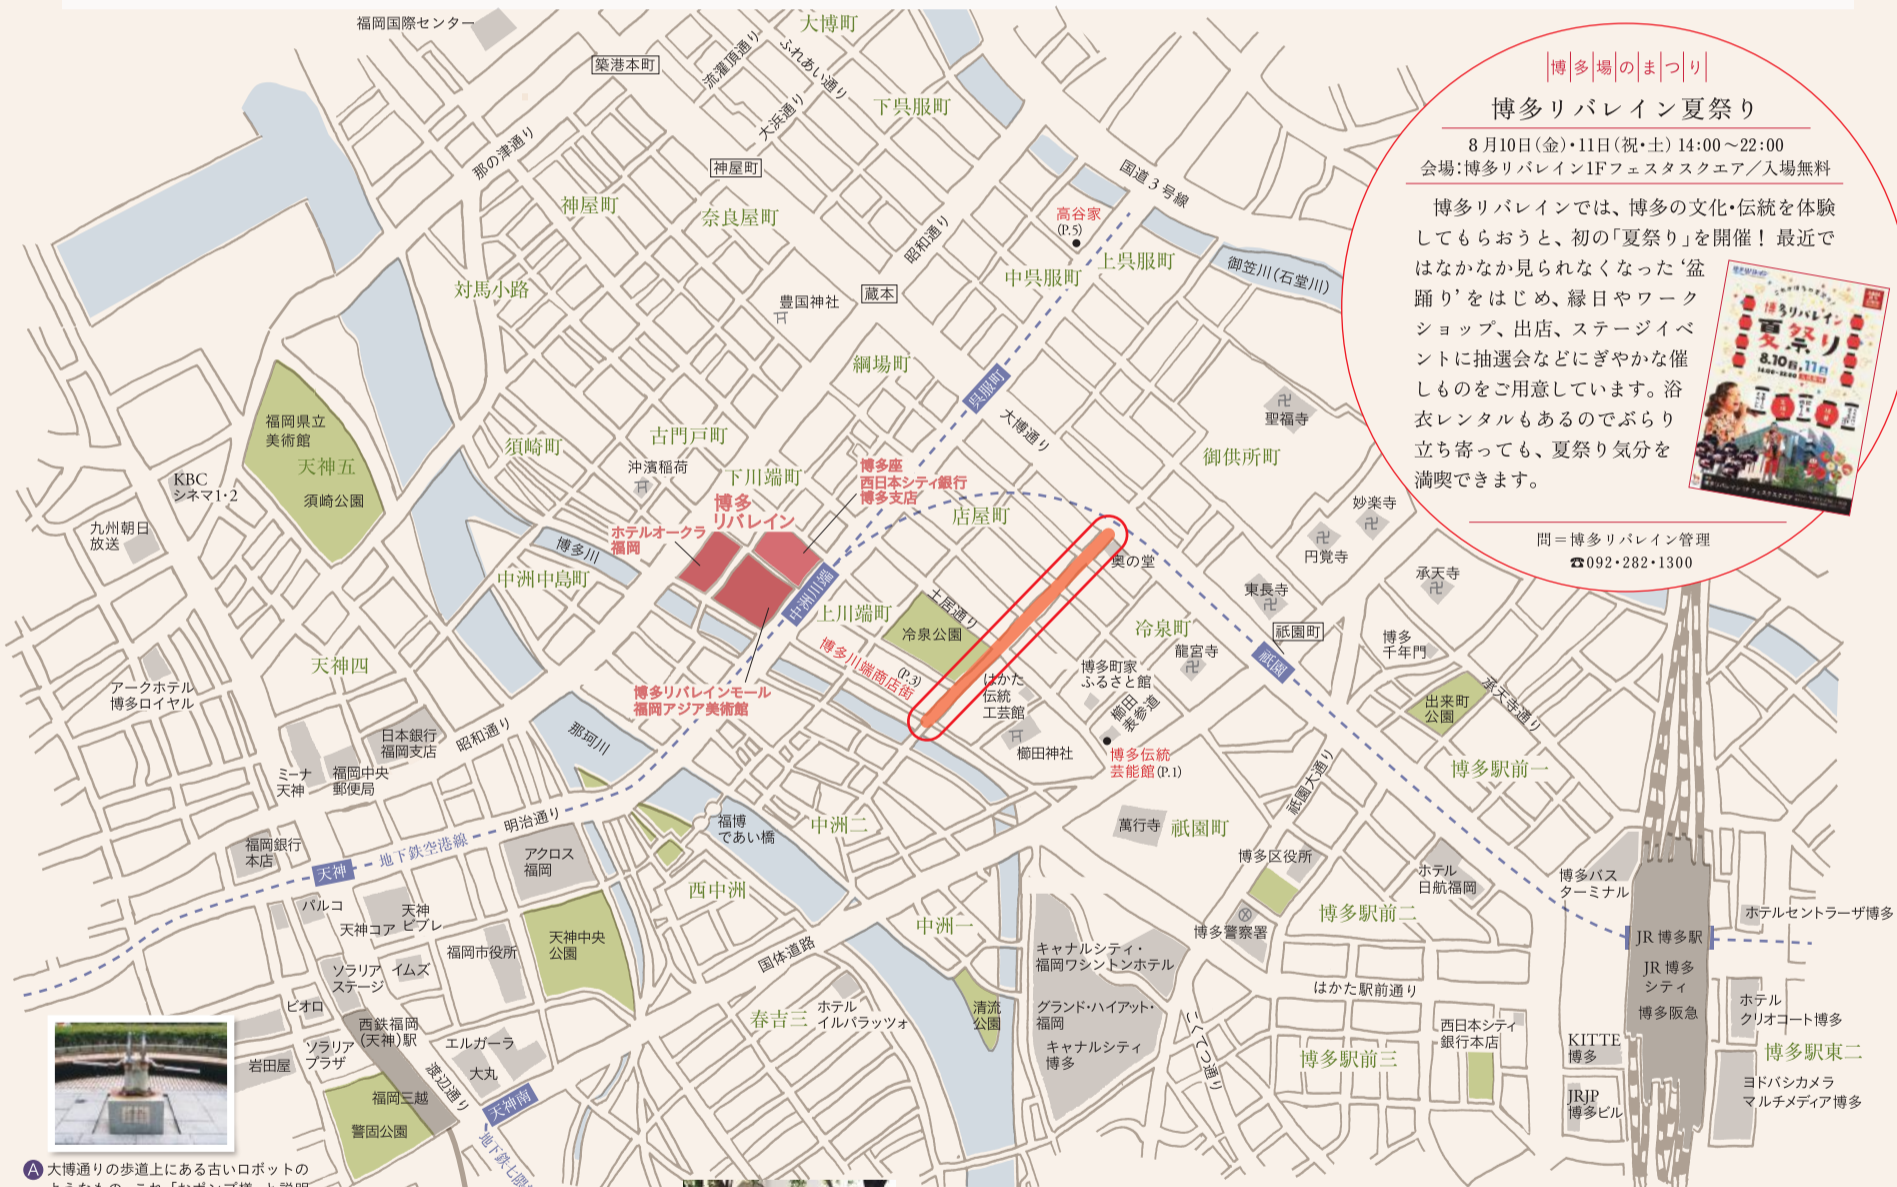 福岡国際センター
大博町
築港本町
流灌頂通り
ふれあい通り
下呉服町
大浜通り
那の津通り
神屋町
国道3号線
神屋町
奈良屋町
高谷家
(P.5)
昭和通り
上呉服町
中呉服町
御笠川(石堂川)
対馬小路
豊国神社
蔵本
綱場町
呉服町
大博通り
聖福寺
御供所町
福岡県立
美術館
天神五
須崎公園
須崎町
古門戸町
沖濱稲荷
下川端町
博多座
西日本シティ銀行
博多支店
博多
リバレイン
ホテルオークラ
福岡
店屋町
妙楽寺
円覚寺
KBC
シネマ1・2
九州朝日
放送
博多川
中洲中島町
中洲川端
上川端町
土居通り
冷泉公園
奥の堂
東長寺
承天寺
冷泉町
祇園町
龍宮寺
祇園
博多
千年門
博多川端商店街
(P.3)
はかた
伝統
工芸館
博多町家
ふるさと館
櫛田
表参道
櫛田神社
博多伝統
芸能館(P.1)
出来町
公園
承天寺通り
博多駅前一
天神四
アークホテル
博多ロイヤル
博多リバレインモール
福岡アジア美術館
日本銀行
福岡支店
昭和通り
那珂川
ミーナ
天神
福岡中央
郵便局
明治通り
福博
であい橋
中洲二
萬行寺
祇園町
祇園大通り
福岡銀行
本店
天神
地下鉄空港線
アクロス
福岡
西中洲
博多区役所
ホテル
日航福岡
博多バス
ターミナル
パルコ
天神コア
天神
ビブレ
福岡市役所
天神中央
公園
国体道路
中洲一
博多警察署
博多駅前二
ホテルセントラーザ博多
JR 博多駅
JR 博多
シティ
博多阪急
ソラリア
ステージ
イムズ
キャナルシティ・
福岡ワシントンホテル
はかた駅前通り
ビオロ
西鉄福岡
(天神)駅
春吉三
ホテル
イルパラッツォ
清流
公園
グランド・ハイアット・
福岡
キャナルシティ
博多
こくてつ通り
西日本シティ
銀行本店
ホテル
クリオコート博多
岩田屋
ソラリア
プラザ
エルガーラ
大丸
渡辺通り
博多駅前三
KITTE
博多
博多駅東二
福岡三越
天神南
JRJP
博多ビル
ヨドバシカメラ
マルチメディア博多
警固公園
博多場のまつり
博多リバレイン夏祭り
8月10日(金)・11日(祝・土) 14:00〜22:00
会場:博多リバレイン1Fフェスタスクエア/入場無料
博多リバレインでは、博多の文化・伝統を体験
してもらおうと、初の「夏祭り」を開催! 最近で
はなかなか見られなくなった‘盆
踊り’をはじめ、縁日やワーク
ショップ、出店、ステージイベ
ントに抽選会などにぎやかな催
しものをご用意しています。浴
衣レンタルもあるのでぶらり
立ち寄っても、夏祭り気分を
満喫できます。
博多リバレイン
夏祭り
8.10金,11土
問=博多リバレイン管理
☎092・282・1300
A 大博通りの歩道上にある古いロボットの